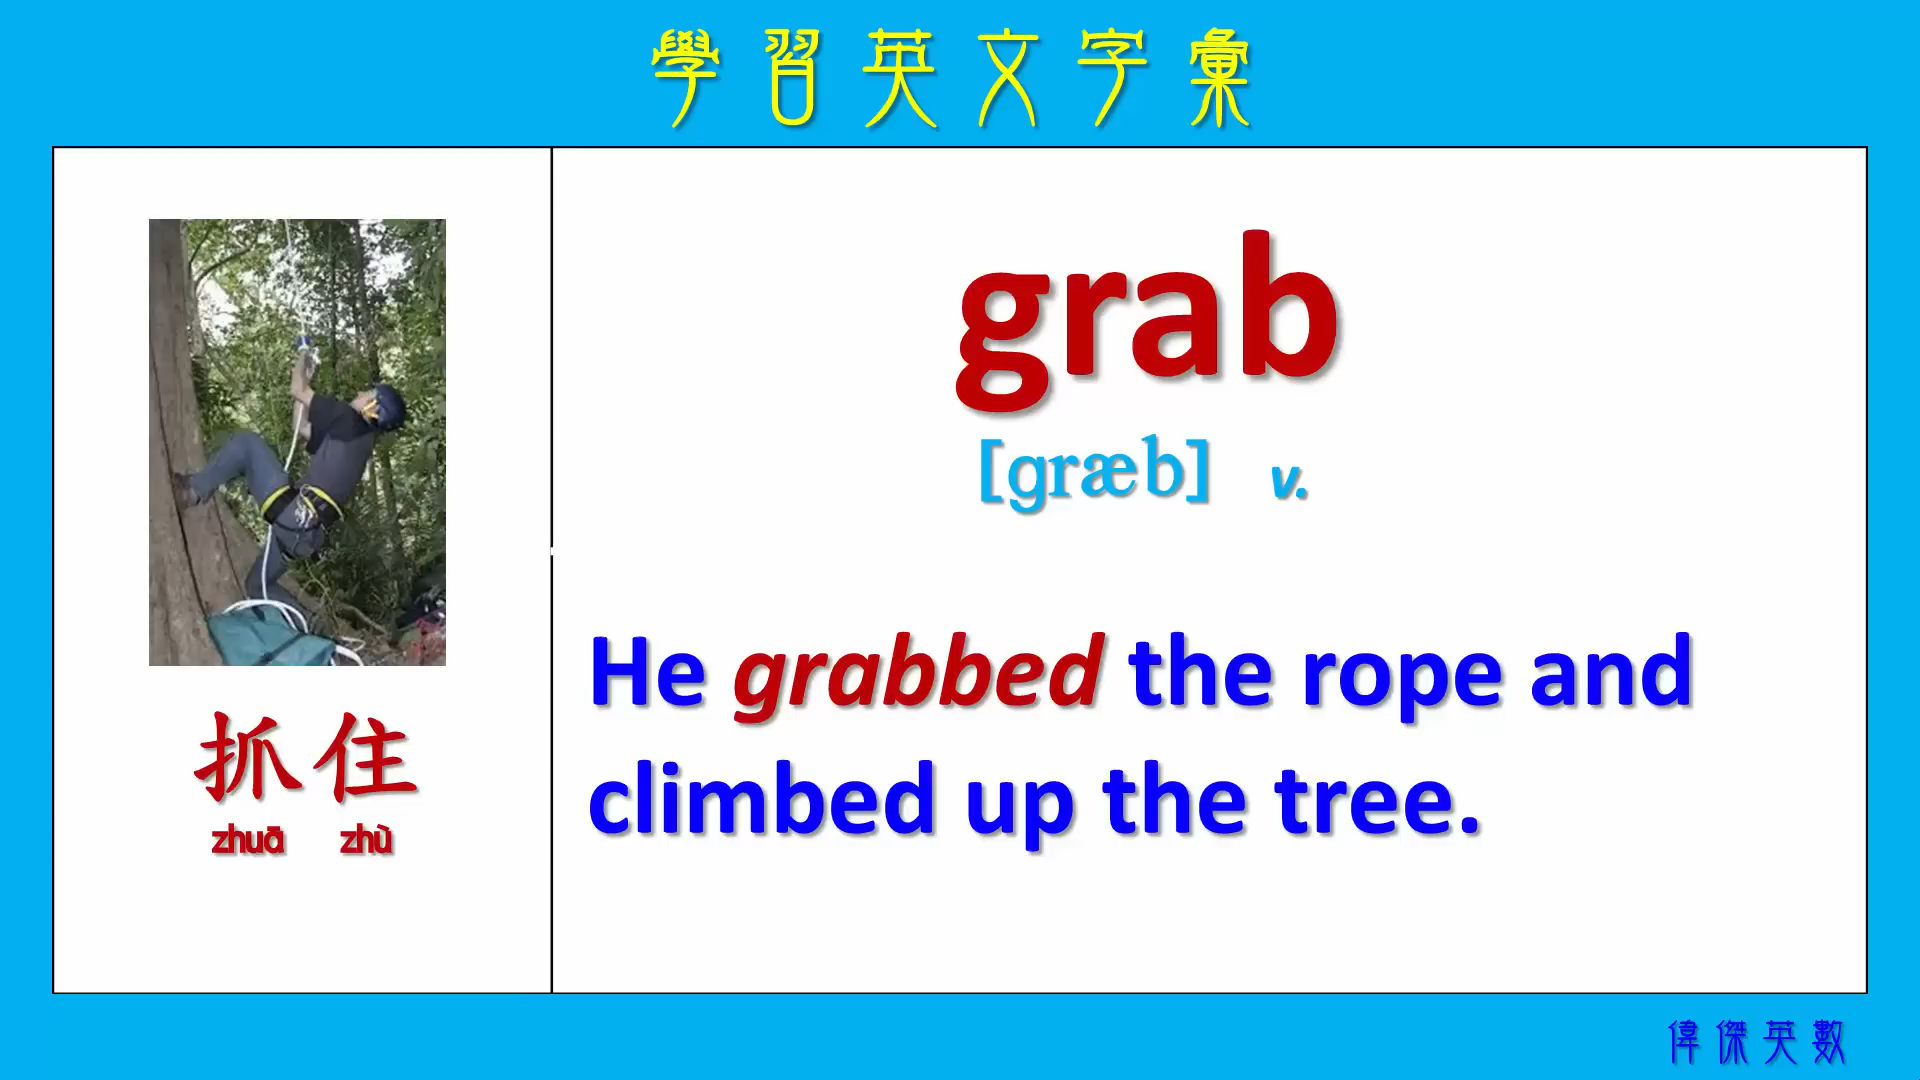 學習英文字彙
抓住
zhuā zhù
grab
[græb] v.
He grabbed the rope and
climbed up the tree.
偉傑英數